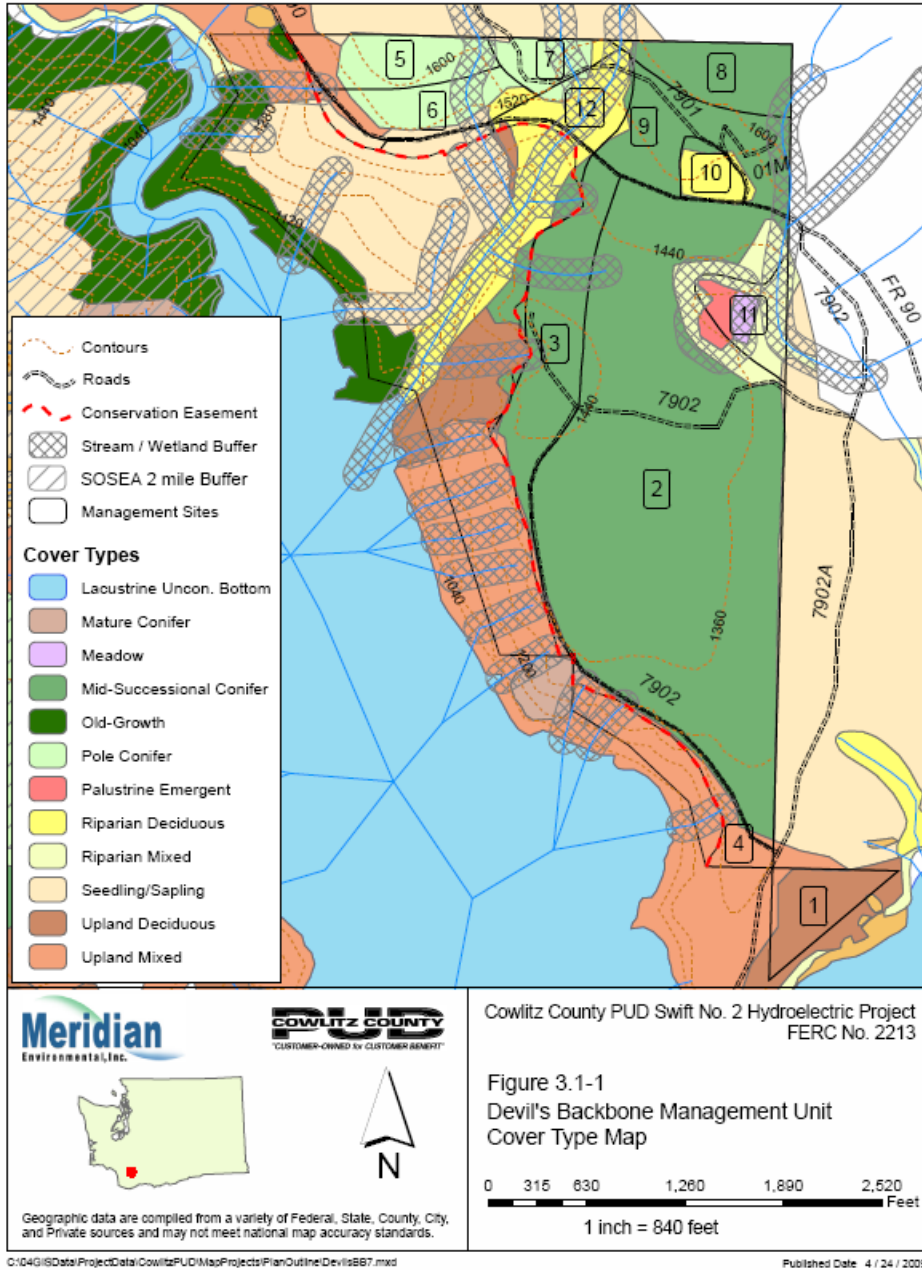 90
5
7
8
1600
6
1520
12
7901
9
1600
01M
10
1440
1040
1280
1120
1440
FR 90
7902
11
3
1440
7902
2
7902A
1360
1040
1200
7902
4
1
Contours
Roads
Conservation Easement
Stream / Wetland Buffer
SOSEA 2 mile Buffer
Management Sites
Cover Types
Lacustrine Uncon. Bottom
Mature Conifer
Meadow
Mid-Successional Conifer
Old-Growth
Pole Conifer
Palustrine Emergent
Riparian Deciduous
Riparian Mixed
Seedling/Sapling
Upland Deciduous
Upland Mixed
Meridian
Environmental, Inc.
COWLITZ COUNTY
PUD
"CUSTOMER-OWNED for CUSTOMER BENEFIT"
N
Geographic data are compiled from a variety of Federal, State, County, City,
and Private sources and may not meet national map accuracy standards.
Cowlitz County PUD Swift No. 2 Hydroelectric Project
FERC No. 2213
Figure 3.1-1
Devil's Backbone Management Unit
Cover Type Map
0 315 630 1,260 1,890 2,520
Feet
1 inch = 840 feet
C:\04GISData\ProjectData\CowlitzPUD\MapProjects\PlanOutline\DevilsBB7.mxd
Published Date 4 / 24 / 200